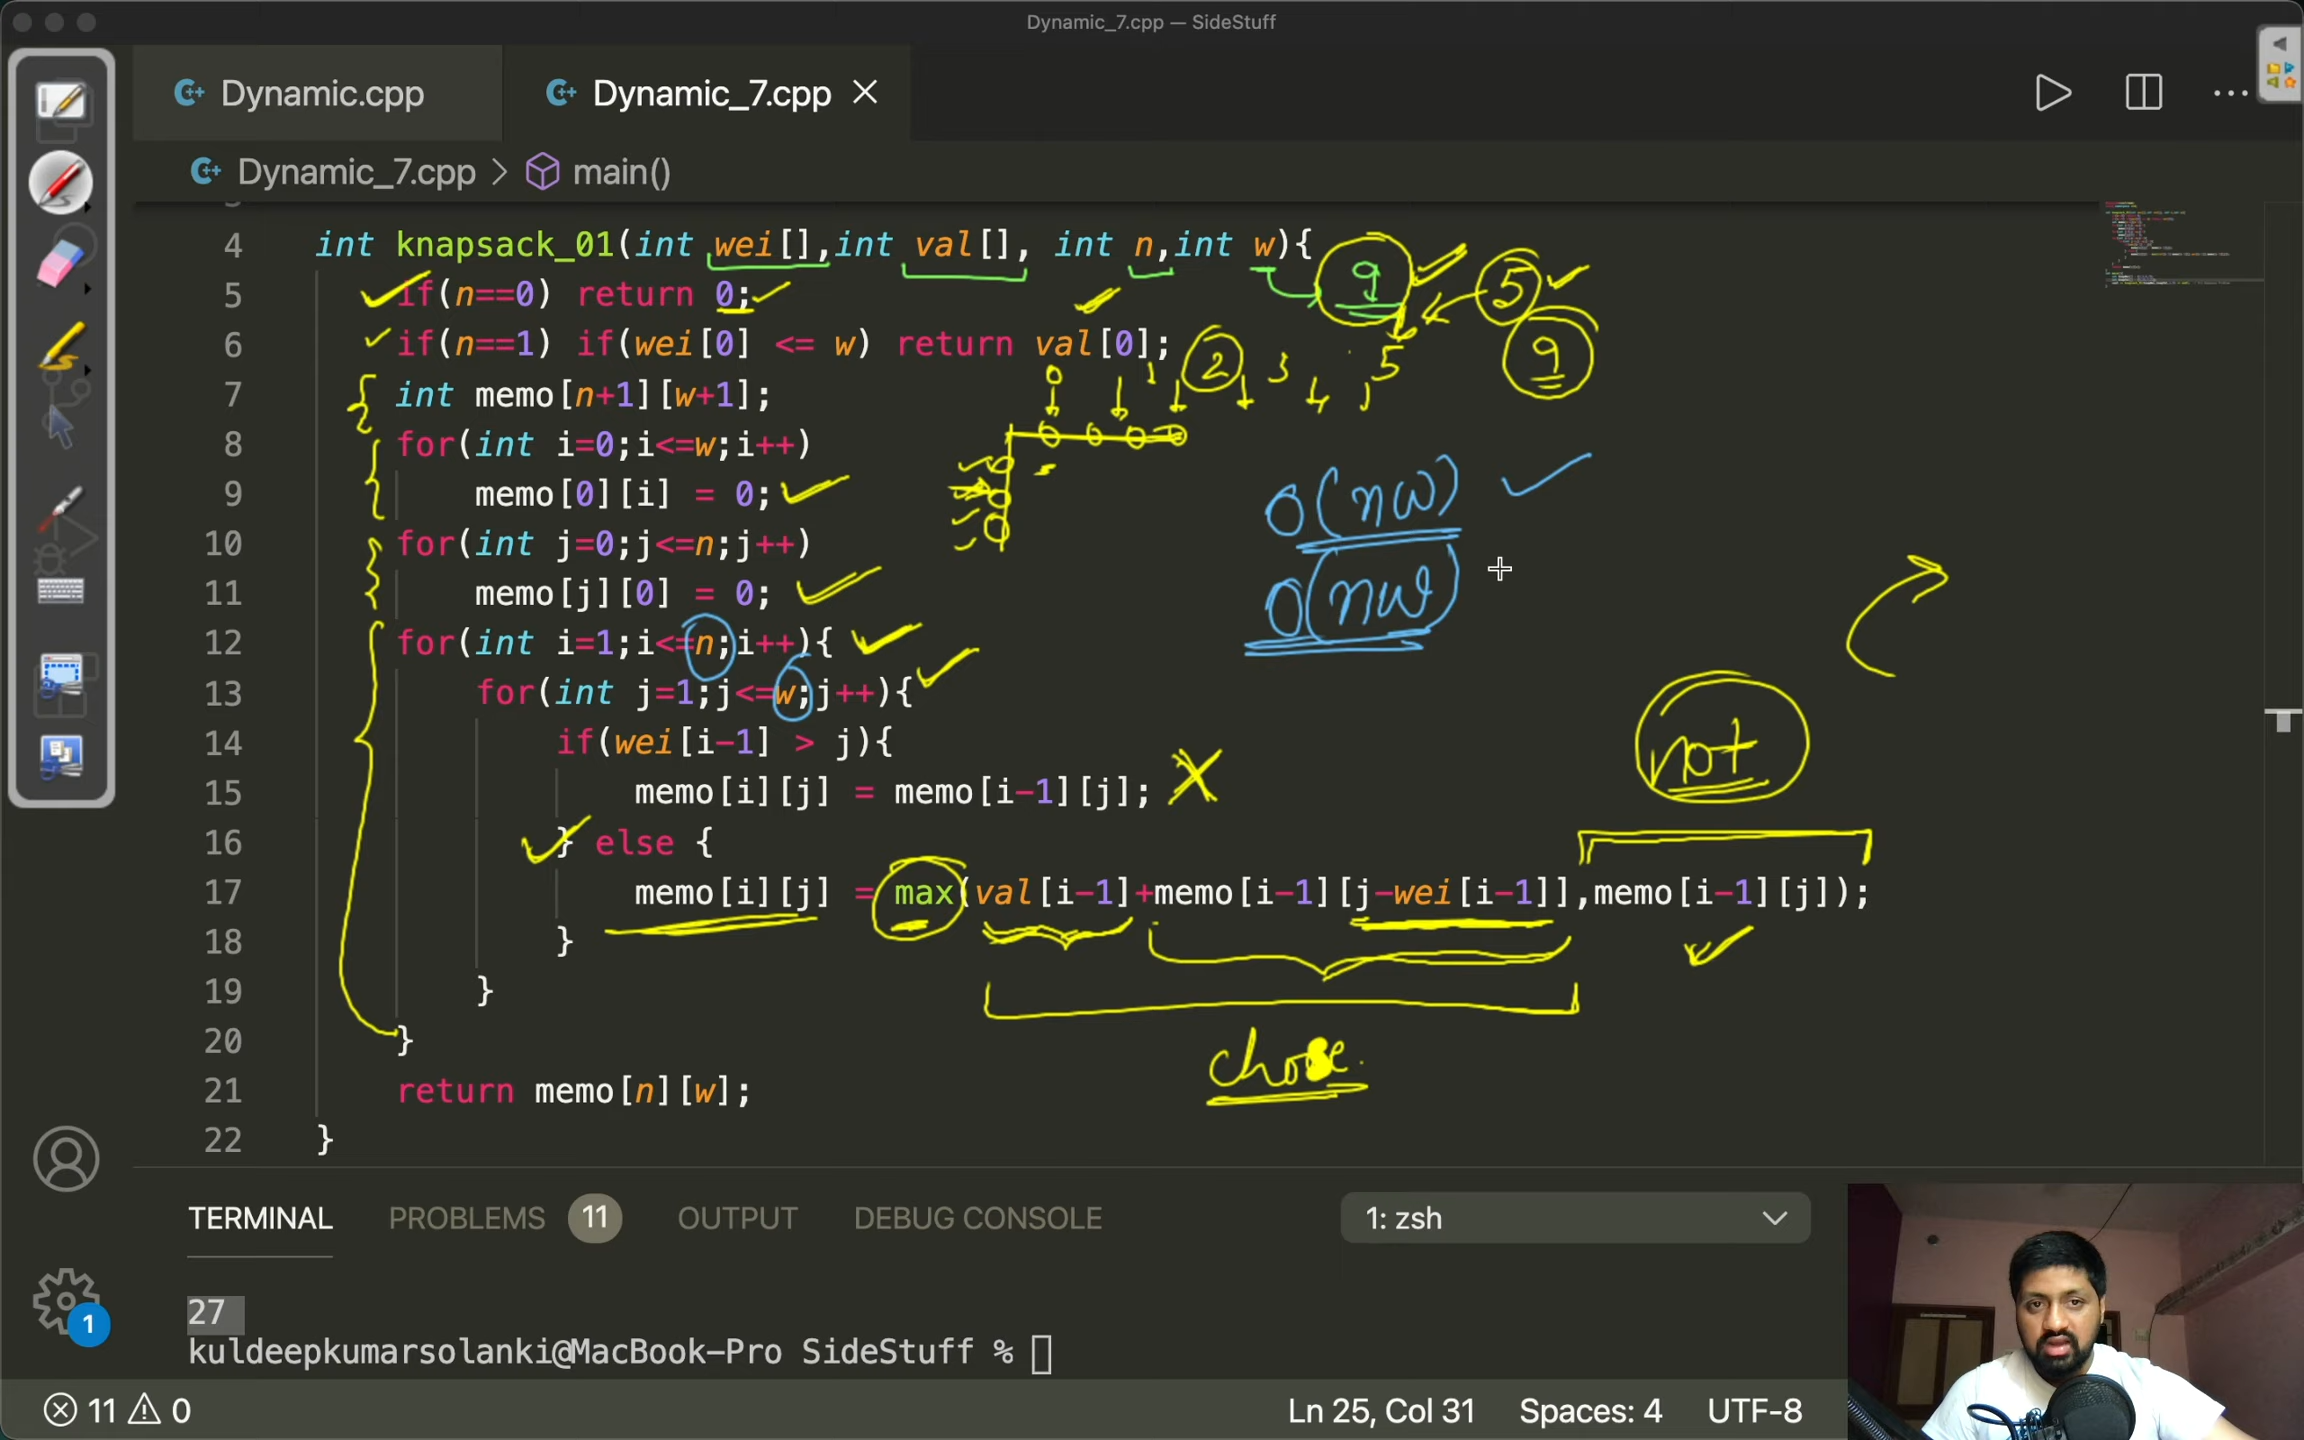 Dynamic_7.cpp — SideStuff
Dynamic.cpp
Dynamic_7.cpp
Dynamic_7.cpp > main()
4 int knapsack_01(int wei[],int val[], int n,int w){ 9 5
5 if(n==0) return 0;
6 if(n==1) if(wei[0] <= w) return val[0]; 2 3 5 9
0 1 4
7 int memo[n+1][w+1];
8 for(int i=0;i<=w;i++)
9 memo[0][i] = 0; O(nw)
10 for(int j=0;j<=n;j++)
11 memo[j][0] = 0; O(nw)
12 for(int i=1;i<=n;i++){
13 for(int j=1;j<=w;j++){
14 if(wei[i-1] > j){ not
15 memo[i][j] = memo[i-1][j];
16 } else {
17 memo[i][j] = max(val[i-1]+memo[i-1][j-wei[i-1]],memo[i-1][j]);
18 }
19 }
20 }
chose
21 return memo[n][w];
22 }
TERMINAL PROBLEMS 11 OUTPUT DEBUG CONSOLE 1: zsh
27
kuldeepkumarsolanki@MacBook-Pro SideStuff %
1
11 0 Ln 25, Col 31 Spaces: 4 UTF-8